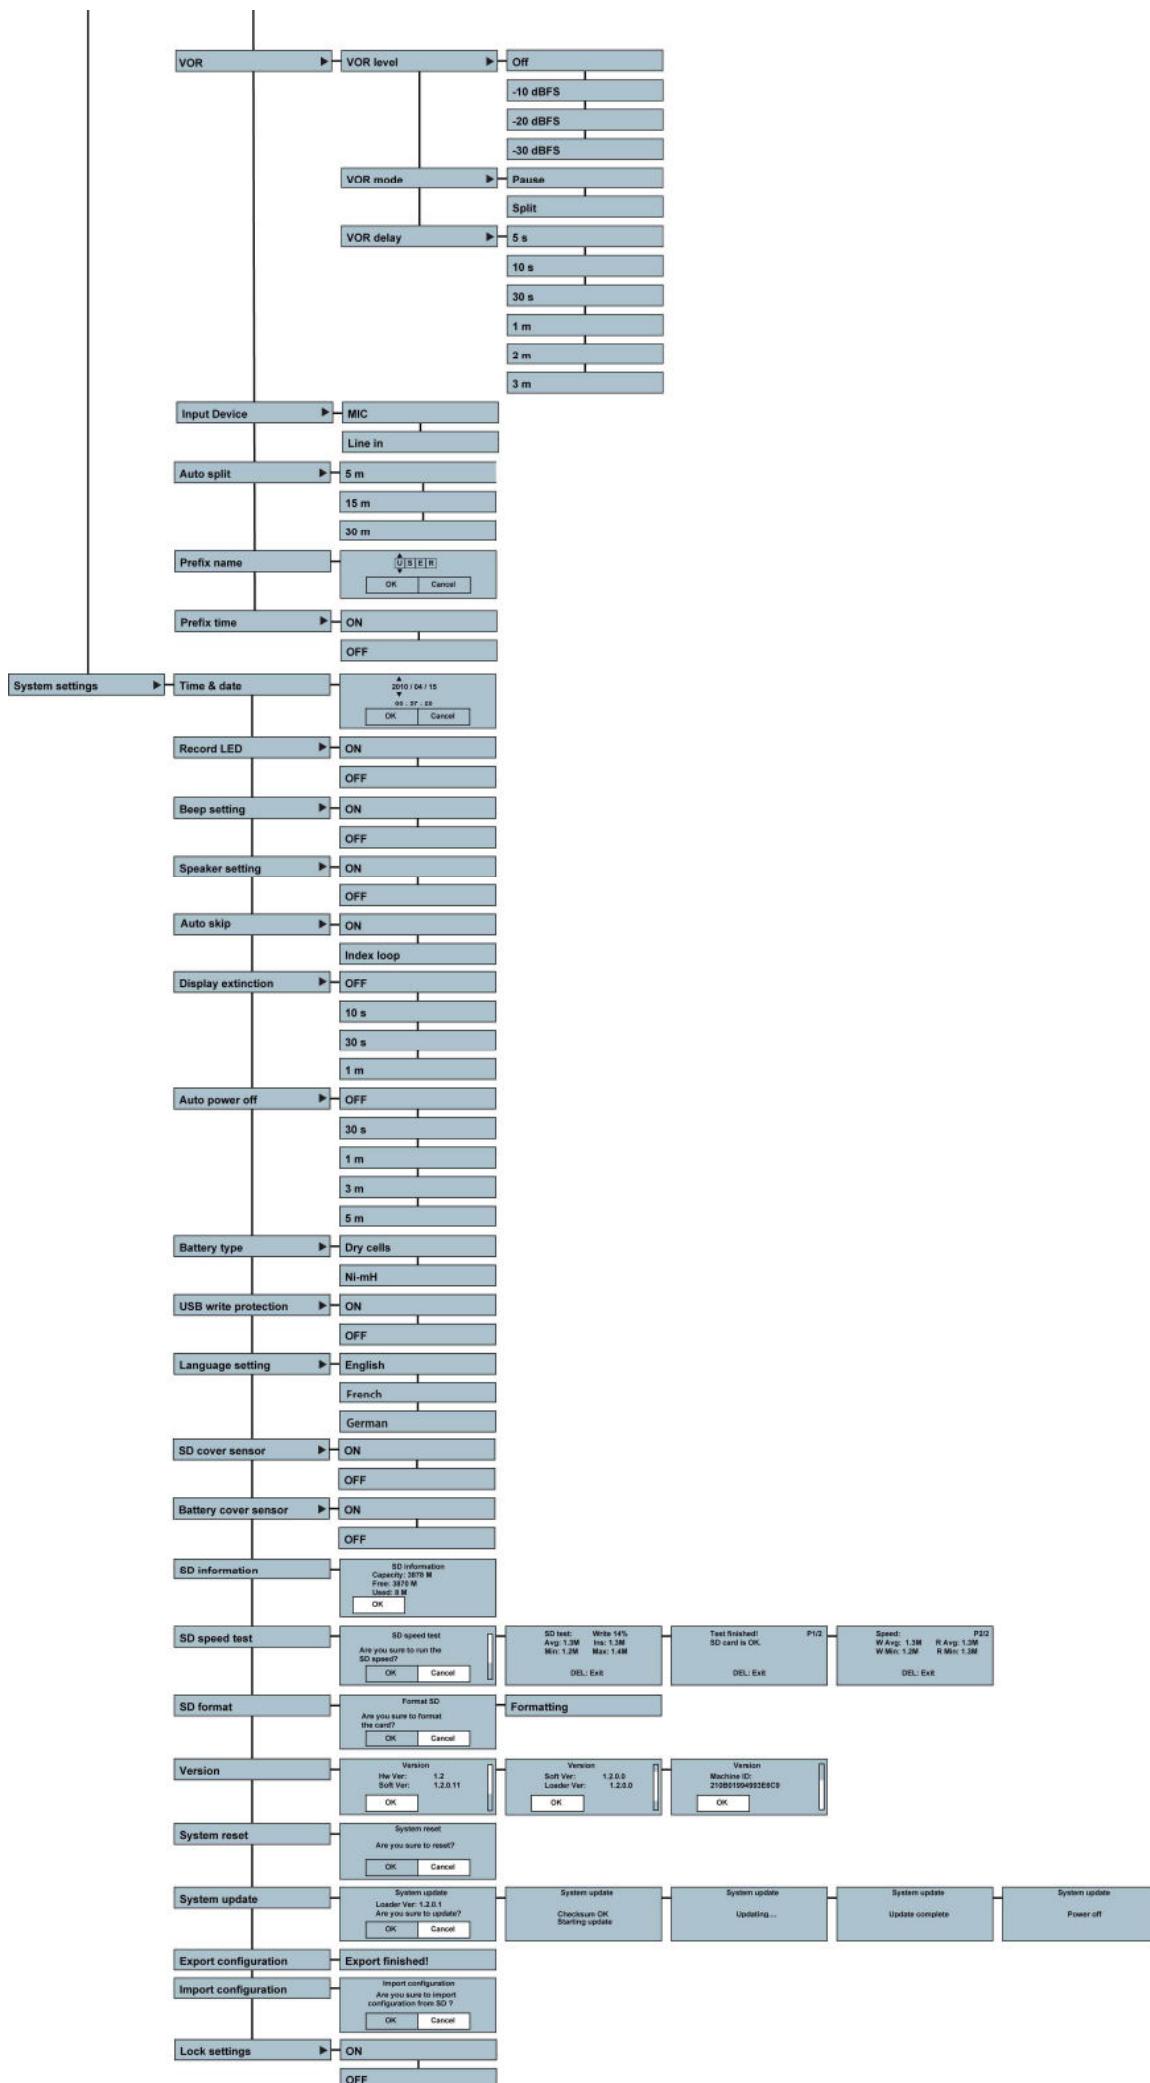 VOR
VOR level
Off
-10 dBFS
-20 dBFS
-30 dBFS
VOR mode
Pause
Split
VOR delay
5 s
10 s
30 s
1 m
2 m
3 m
Input Device
MIC
Line in
Auto split
5 m
15 m
30 m
Prefix name
USER
OK Cancel
Prefix time
ON
OFF
System settings
Time & date
2010 / 04 / 15
OK Cancel
Record LED
ON
OFF
Beep setting
ON
OFF
Speaker setting
ON
OFF
Auto skip
ON
Index loop
Display extinction
OFF
10 s
30 s
1 m
Auto power off
OFF
30 s
1 m
3 m
5 m
Battery type
Dry cells
Ni-mH
USB write protection
ON
OFF
Language setting
English
French
German
SD cover sensor
ON
OFF
Battery cover sensor
ON
OFF
SD information
SD information
Capacity: 3878 M
Free: 3870 M
Used: 8 M
OK
SD speed test
SD speed test
Are you sure to run the
SD speed?
OK Cancel
SD test: Write 14%
Avg: 1.3M Ins: 1.3M
Min: 1.2M Max: 1.4M
DEL: Exit
Test finished! P1/2
SD card is OK.
DEL: Exit
Speed: P2/2
W Avg: 1.3M R Avg: 1.3M
W Min: 1.2M R Min: 1.3M
DEL: Exit
SD format
Format SD
Are you sure to format
the card?
OK Cancel
Formatting
Version
Version
Hw Ver: 1.2
Soft Ver: 1.2.0.11
OK
Version
Soft Ver: 1.2.0.0
Loader Ver: 1.2.0.0
OK
Version
Machine ID:
OK
System reset
System reset
Are you sure to reset?
OK Cancel
System update
System update
Loader Ver: 1.2.0.1
Are you sure to update?
OK Cancel
System update
Checksum OK
Starting update
System update
Updating...
System update
Update complete
System update
Power off
Export configuration
Export finished!
Import configuration
Import configuration
Are you sure to import
configuration from SD ?
OK Cancel
Lock settings
ON
OFF